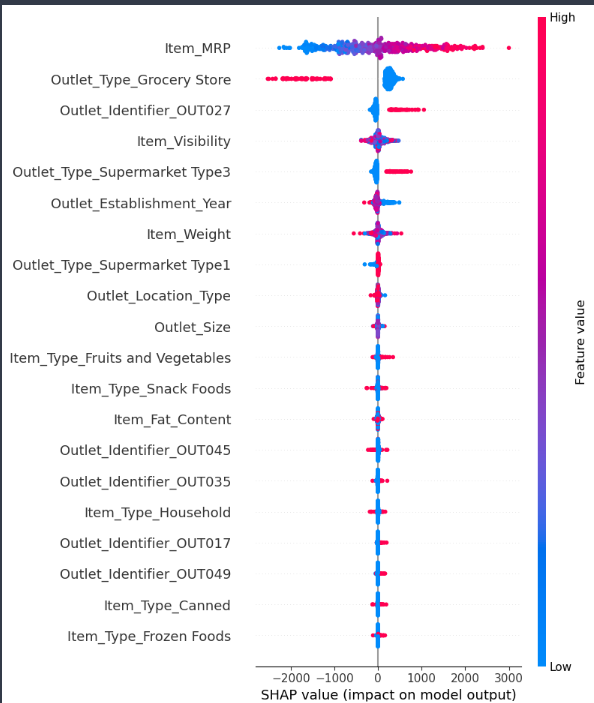 High
Item_MRP
Outlet_Type_Grocery Store
Outlet_Identifier_OUT027
Item_Visibility
Outlet_Type_Supermarket Type3
Outlet_Establishment_Year
Item_Weight
Outlet_Type_Supermarket Type1
Outlet_Location_Type
Outlet_Size
Item_Type_Fruits and Vegetables
Item_Type_Snack Foods
Item_Fat_Content
Outlet_Identifier_OUT045
Outlet_Identifier_OUT035
Item_Type_Household
Outlet_Identifier_OUT017
Outlet_Identifier_OUT049
Item_Type_Canned
Item_Type_Frozen Foods
Feature value
Low
−2000 −1000 0 1000 2000 3000
SHAP value (impact on model output)